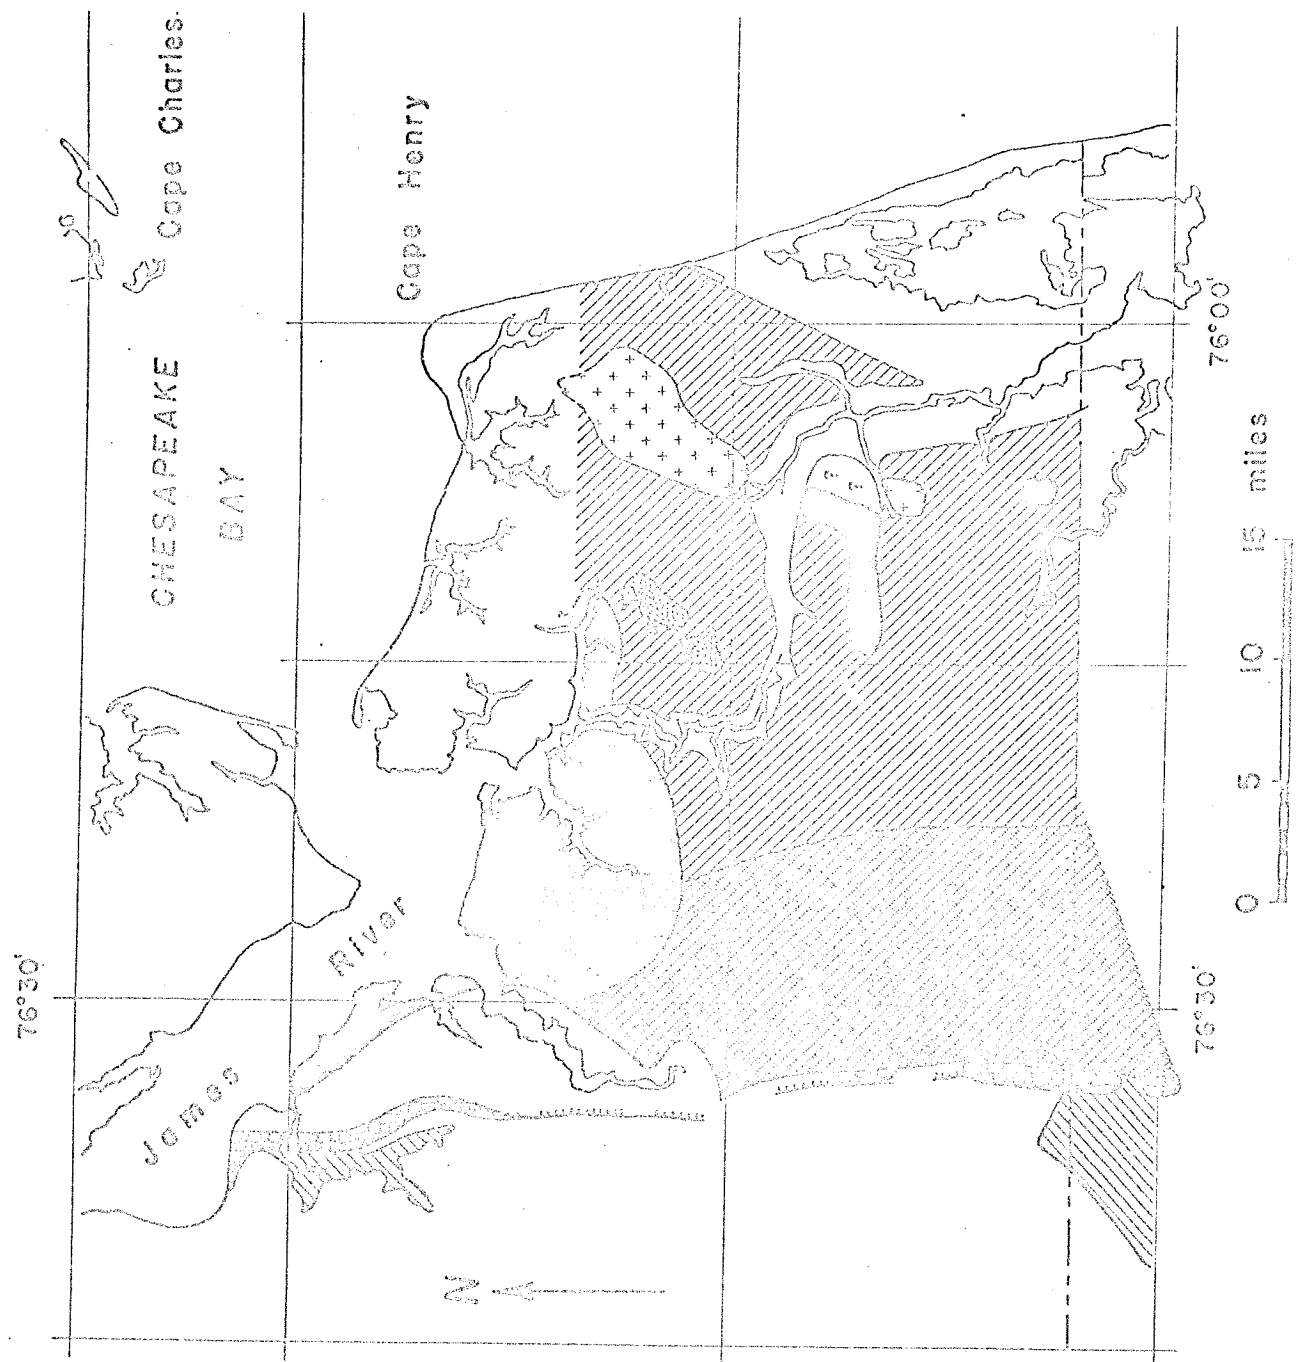 76°30'
CHESAPEAKE
BAY
Cape Charles
Cape Henry
James
River
N
? ?
76°30'
76°00'
0 5 10 15 miles